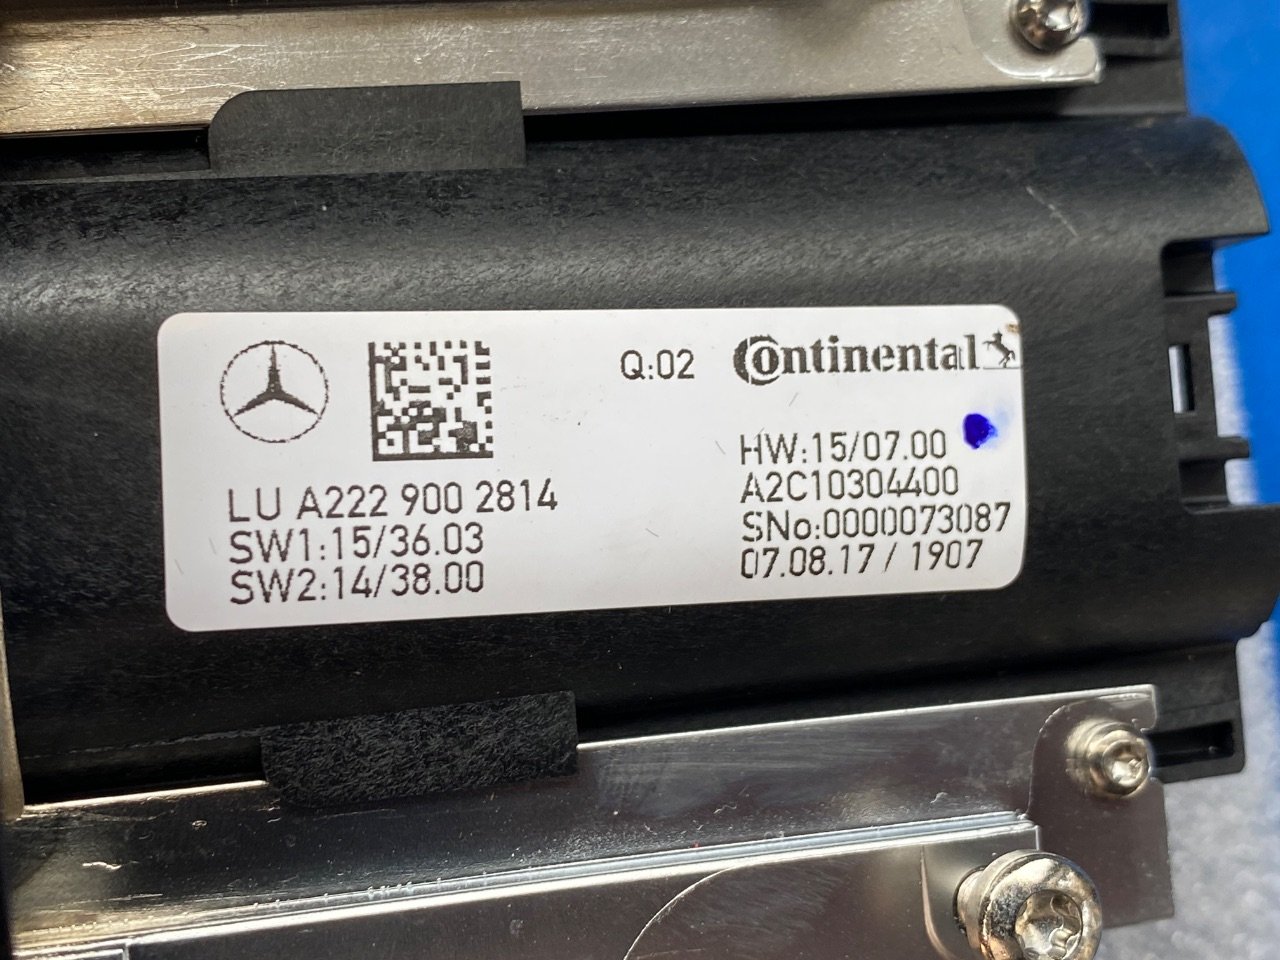 Q:02 Continental
HW:15/07.00
LU A222 900 2814 A2C10304400
SW1:15/36.03 SNo:0000073087
SW2:14/38.00 07.08.17 / 1907